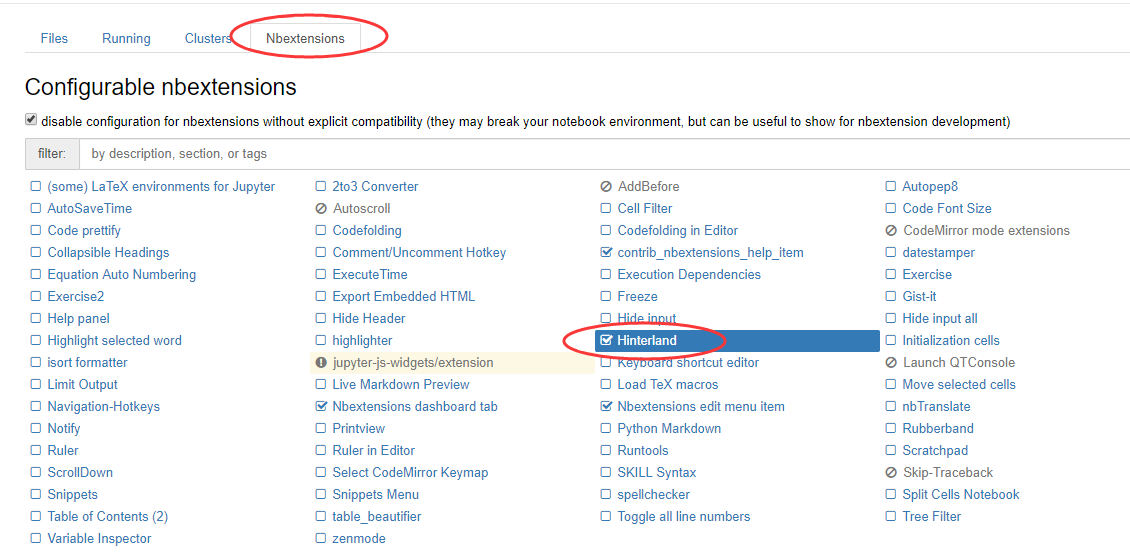 Files Running Clusters Nbextensions
Configurable nbextensions
disable configuration for nbextensions without explicit compatibility (they may break your notebook environment, but can be useful to show for nbextension development)
filter: by description, section, or tags
(some) LaTeX environments for Jupyter 2to3 Converter AddBefore Autopep8
AutoSaveTime Autoscroll Cell Filter Code Font Size
Code prettify Codefolding Codefolding in Editor CodeMirror mode extensions
Collapsible Headings Comment/Uncomment Hotkey contrib_nbextensions_help_item datestamper
Equation Auto Numbering ExecuteTime Execution Dependencies Exercise
Exercise2 Export Embedded HTML Freeze Gist-it
Help panel Hide Header Hide input Hide input all
Highlight selected word highlighter Hinterland Initialization cells
isort formatter jupyter-js-widgets/extension Keyboard shortcut editor Launch QTConsole
Limit Output Live Markdown Preview Load TeX macros Move selected cells
Navigation-Hotkeys Nbextensions dashboard tab Nbextensions edit menu item nbTranslate
Notify Printview Python Markdown Rubberband
Ruler Ruler in Editor Runtools Scratchpad
ScrollDown Select CodeMirror Keymap SKILL Syntax Skip-Traceback
Snippets Snippets Menu spellchecker Split Cells Notebook
Table of Contents (2) table_beautifier Toggle all line numbers Tree Filter
Variable Inspector zenmode